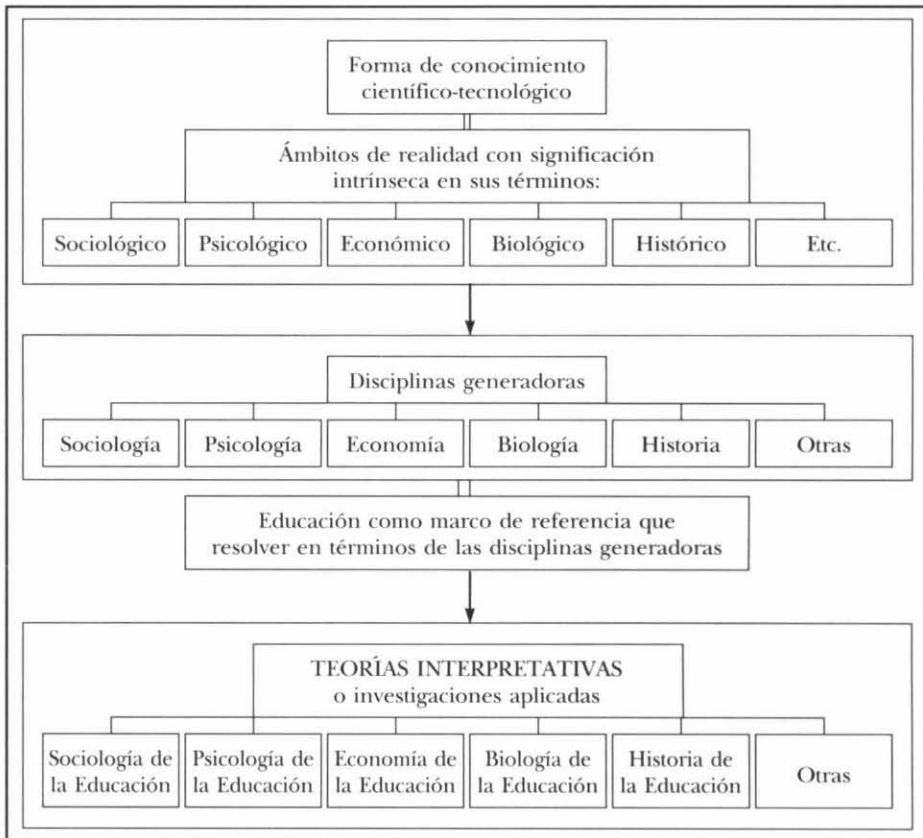 Forma de conocimiento
científico-tecnológico
Ámbitos de realidad con significación
intrínseca en sus términos:
Sociológico
Psicológico
Económico
Biológico
Histórico
Etc.
Disciplinas generadoras
Sociología
Psicología
Economía
Biología
Historia
Otras
Educación como marco de referencia que
resolver en términos de las disciplinas generadoras
TEORÍAS INTERPRETATIVAS
o investigaciones aplicadas
Sociología de
la Educación
Psicología de
la Educación
Economía de
la Educación
Biología de
la Educación
Historia de
la Educación
Otras